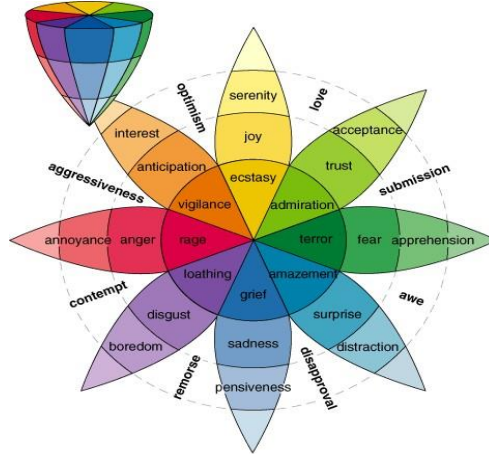 optimism
serenity
love
interest
joy
acceptance
anticipation
trust
aggressiveness
ecstasy
submission
vigilance
admiration
annoyance
anger
rage
terror
fear
apprehension
loathing
amazement
contempt
grief
awe
disgust
surprise
boredom
sadness
distraction
remorse
disapproval
pensiveness